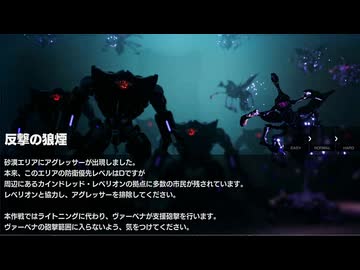 反撃の狼煙
EASY NORMAL HARD
砂漠エリアにアグレッサーが出現しました。
本来、このエリアの防衛優先レベルはDですが
周辺にあるカインドレッド・レベリオンの拠点に多数の市民が残されています。
レベリオンと協力し、アグレッサーを排除してください。
本作戦ではライトニングに代わり、ヴァーベナが支援砲撃を行います。
ヴァーベナの砲撃範囲に入らないよう、気をつけてください。